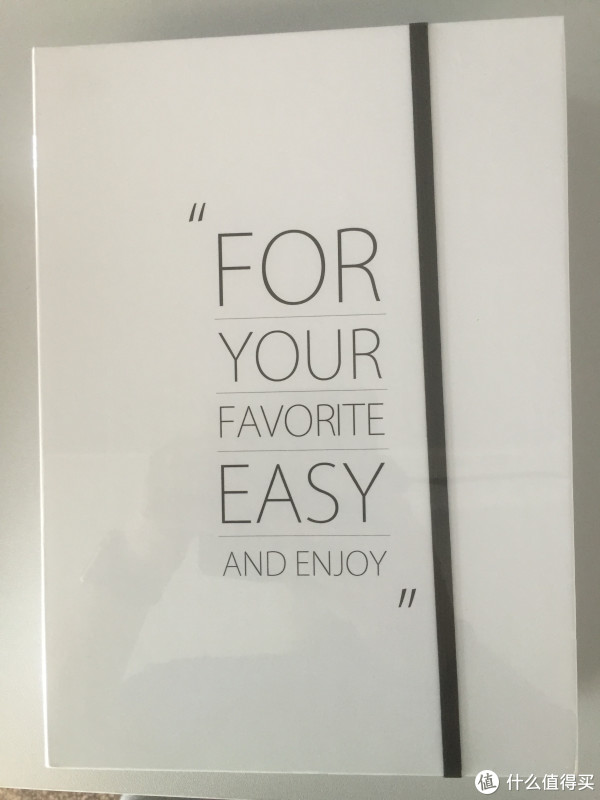 “
FOR
YOUR
FAVORITE
EASY
AND ENJOY
”
值 什么值得买